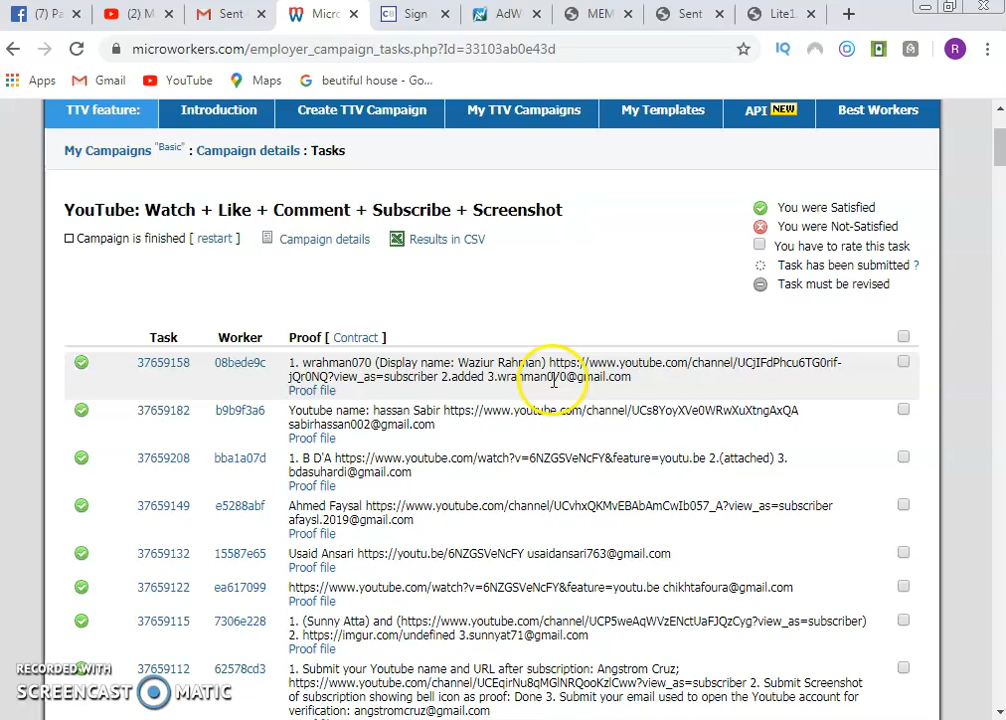 (7) Pa
(2) M
Sent
Micro
Sign
AdW
MEM
Sent
Lite1.
microworkers.com/employer_campaign_tasks.php?Id=33103ab0e43d
IQ
R
Apps
Gmail
YouTube
Maps
beutiful house - Go...
TTV feature:
Introduction
Create TTV Campaign
My TTV Campaigns
My Templates
API NEW
Best Workers
My Campaigns "Basic" : Campaign details : Tasks
YouTube: Watch + Like + Comment + Subscribe + Screenshot
Campaign is finished [ restart ]
Campaign details
Results in CSV
You were Satisfied
You were Not-Satisfied
You have to rate this task
Task has been submitted ?
Task must be revised
Task Worker Proof [ Contract ]
37659158 08bede9c 1. wrahman070 (Display name: Waziur Rahman) https://www.youtube.com/channel/UCjIFdPhcu6TG0rif-
jQr0NQ?view_as=subscriber 2.added 3.wrahman070@gmail.com
Proof file
37659182 b9b9f3a6 Youtube name: hassan Sabir https://www.youtube.com/channel/UCs8YoyXVe0WRwXuXtngAxQA
sabirhassan002@gmail.com
Proof file
37659208 bba1a07d 1. B D'A https://www.youtube.com/watch?v=6NZGSVeNcFY&feature=youtu.be 2.(attached) 3.
bdasuhardi@gmail.com
Proof file
37659149 e5288abf Ahmed Faysal https://www.youtube.com/channel/UCvhxQKMvEBAbAmCwIb057_A?view_as=subscriber
afaysl.2019@gmail.com
Proof file
37659132 15587e65 Usaid Ansari https://youtu.be/6NZGSVeNcFY usaidansari763@gmail.com
Proof file
37659122 ea617099 https://www.youtube.com/watch?v=6NZGSVeNcFY&feature=youtu.be chikhtafoura@gmail.com
Proof file
37659115 7306e228 1. (Sunny Atta) and (https://www.youtube.com/channel/UCP5weAqWVzENctUaFJQzCyg?view_as=subscriber)
2. https://imgur.com/undefined 3.sunnyat71@gmail.com
Proof file
37659112 62578cd3 1. Submit your Youtube name and URL after subscription: Angstrom Cruz;
https://www.youtube.com/channel/UCEqirNu8qMGlNRQooKziCww?view_as=subscriber 2. Submit Screenshot
of subscription showing bell icon as proof: Done 3. Submit your email used to open the Youtube account for
verification: angstromcruz@gmail.com
RECORDED WITH
SCREENCAST MATIC